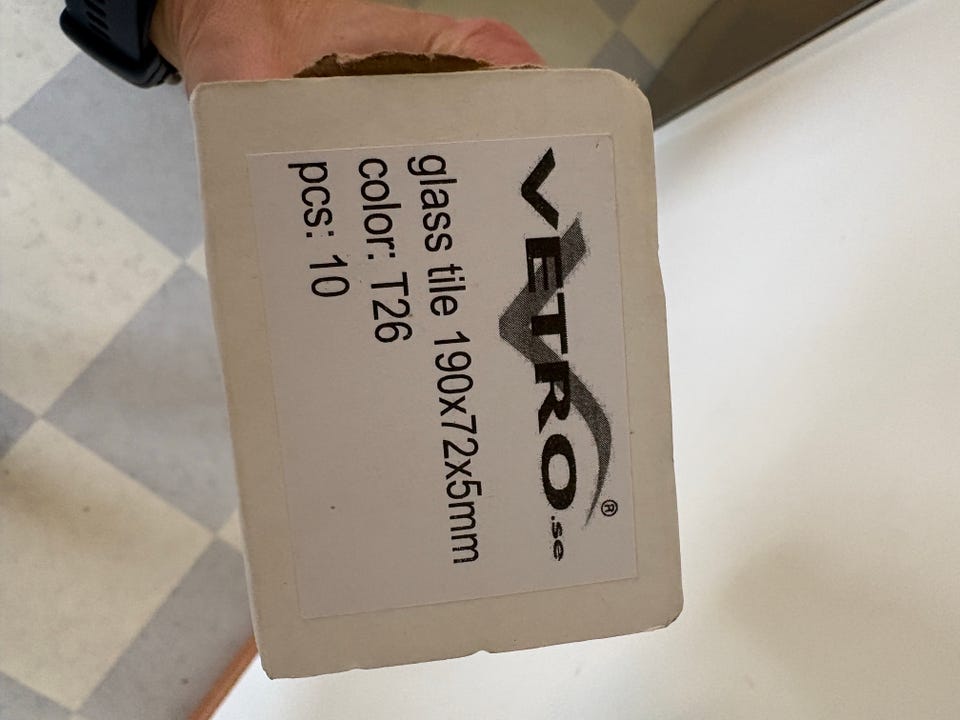 VETRO.se®
glass tile 190x72x5mm
color: T26
pcs: 10